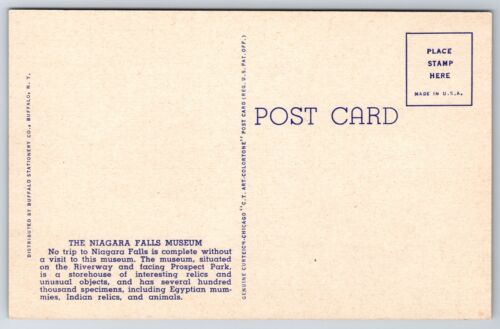 DISTRIBUTED BY BUFFALO STATIONERY CO., BUFFALO, N. Y.
THE NIAGARA FALLS MUSEUM
No trip to Niagara Falls is complete without
a visit to this museum. The museum, situated
on the Riverway and facing Prospect Park,
is a storehouse of interesting relics and
unusual objects, and has several hundred
thousand specimens, including Egyptian mum-
mies, Indian relics, and animals.
GENUINE CURTEICH-CHICAGO "C.T. ART-COLORTONE" POST CARD (REG. U.S. PAT. OFF.)
POST CARD
PLACE
STAMP
HERE
MADE IN U.S.A.